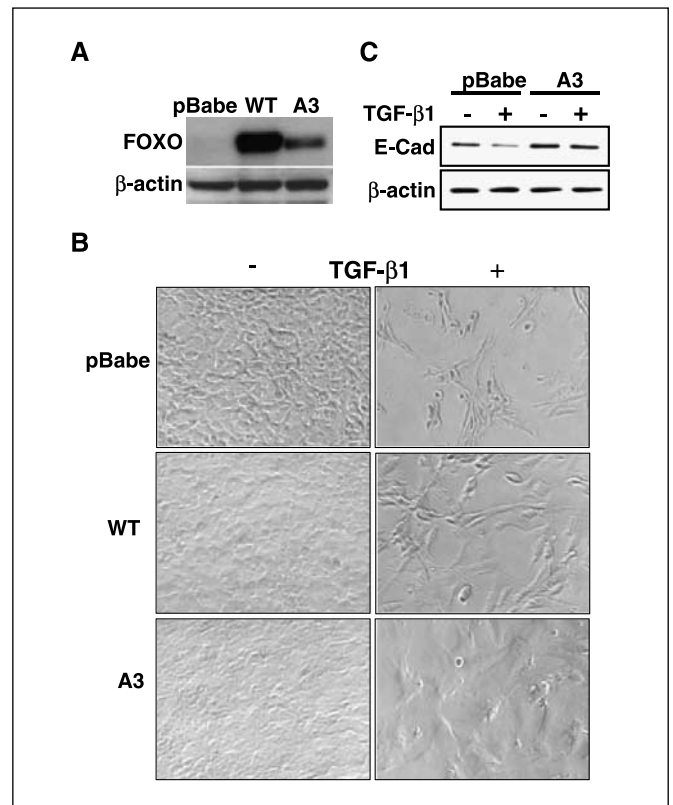 A
pBabe WT A3
FOXO
β-actin
C
pBabe A3
TGF-β1 - + - +
E-Cad
β-actin
B
- TGF-β1 +
pBabe
WT
A3